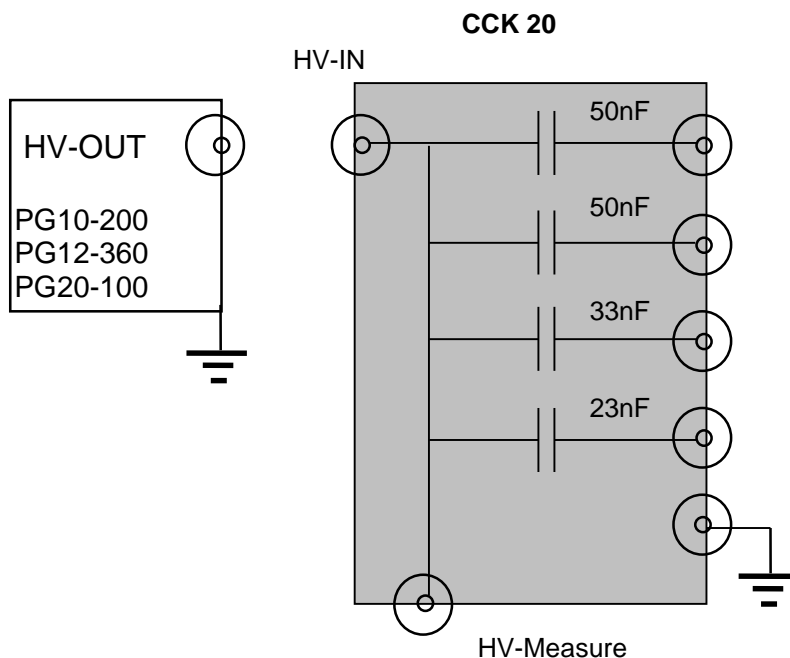 CCK 20
HV-IN
HV-OUT
PG10-200
PG12-360
PG20-100
50nF
50nF
33nF
23nF
HV-Measure